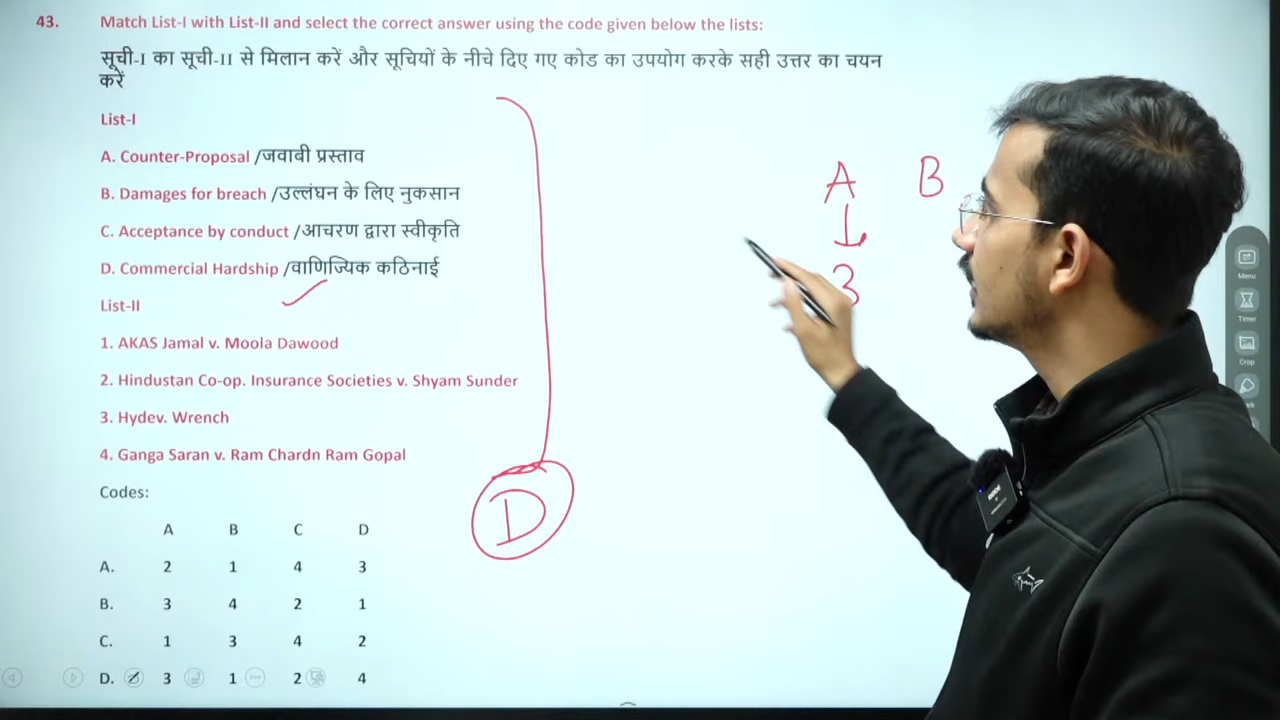 43. Match List-I with List-II and select the correct answer using the code given below the lists:
सूची-I का सूची-II से मिलान करें और सूचियों के नीचे दिए गए कोड का उपयोग करके सही उत्तर का चयन
करें
List-I
A. Counter-Proposal /जवाबी प्रस्ताव
B. Damages for breach /उल्लंघन के लिए नुकसान
C. Acceptance by conduct /आचरण द्वारा स्वीकृति
D. Commercial Hardship /वाणिज्यिक कठिनाई
List-II
1. AKAS Jamal v. Moola Dawood
2. Hindustan Co-op. Insurance Societies v. Shyam Sunder
3. Hydev. Wrench
4. Ganga Saran v. Ram Chardn Ram Gopal
Codes:
A B C D
A. 2 1 4 3
B. 3 4 2 1
C. 1 3 4 2
D. 3 1 2 4
D
A B
3
Menu
Timer
Crop